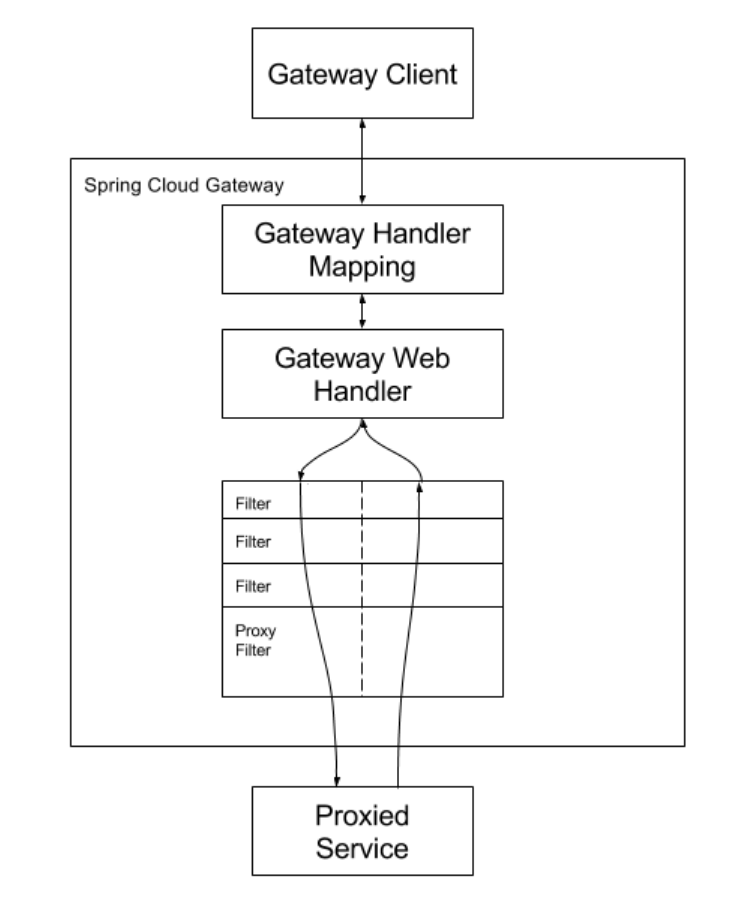 Gateway Client
Spring Cloud Gateway
Gateway Handler
Mapping
Gateway Web
Handler
Filter
Filter
Filter
Proxy
Filter
Proxied
Service